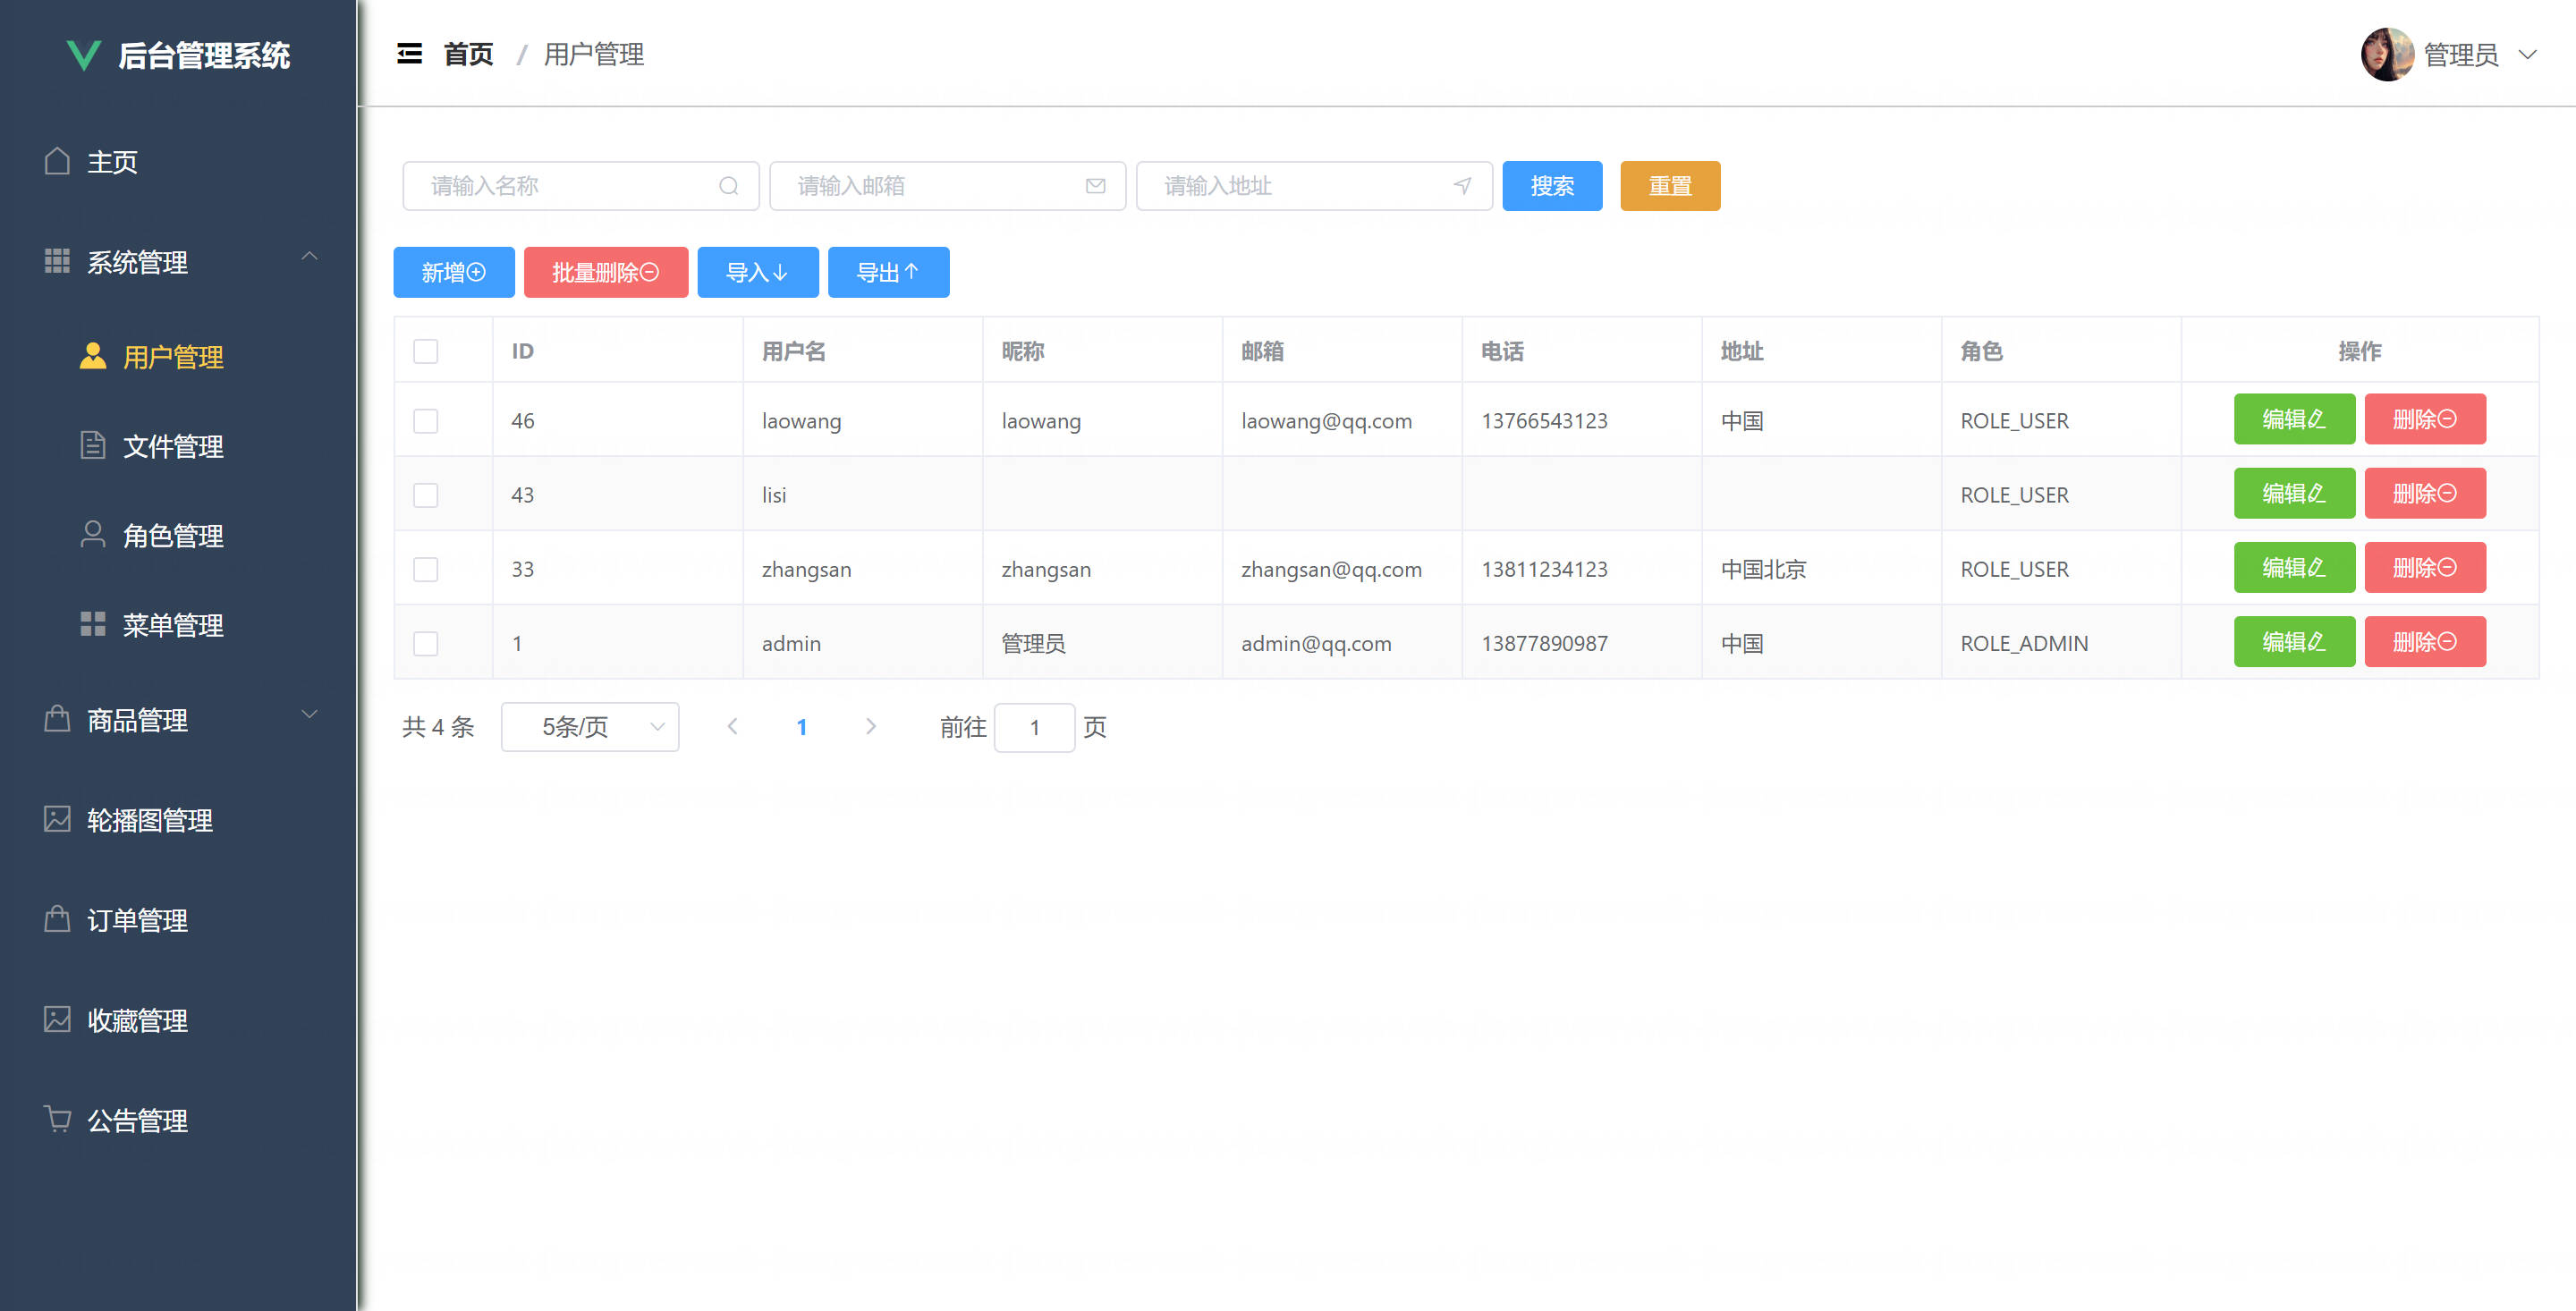 后台管理系统
主页
系统管理
用户管理
文件管理
角色管理
菜单管理
商品管理
轮播图管理
订单管理
收藏管理
公告管理
首页 / 用户管理
管理员
请输入名称 请输入邮箱 请输入地址 搜索 重置
新增 批量删除 导入 导出
ID 用户名 昵称 邮箱 电话 地址 角色 操作
46 laowang laowang laowang@qq.com 13766543123 中国 ROLE_USER 编辑 删除
43 lisi ROLE_USER 编辑 删除
33 zhangsan zhangsan zhangsan@qq.com 13811234123 中国北京 ROLE_USER 编辑 删除
1 admin 管理员 admin@qq.com 13877890987 中国 ROLE_ADMIN 编辑 删除
共 4 条 5条/页 1 前往 1 页